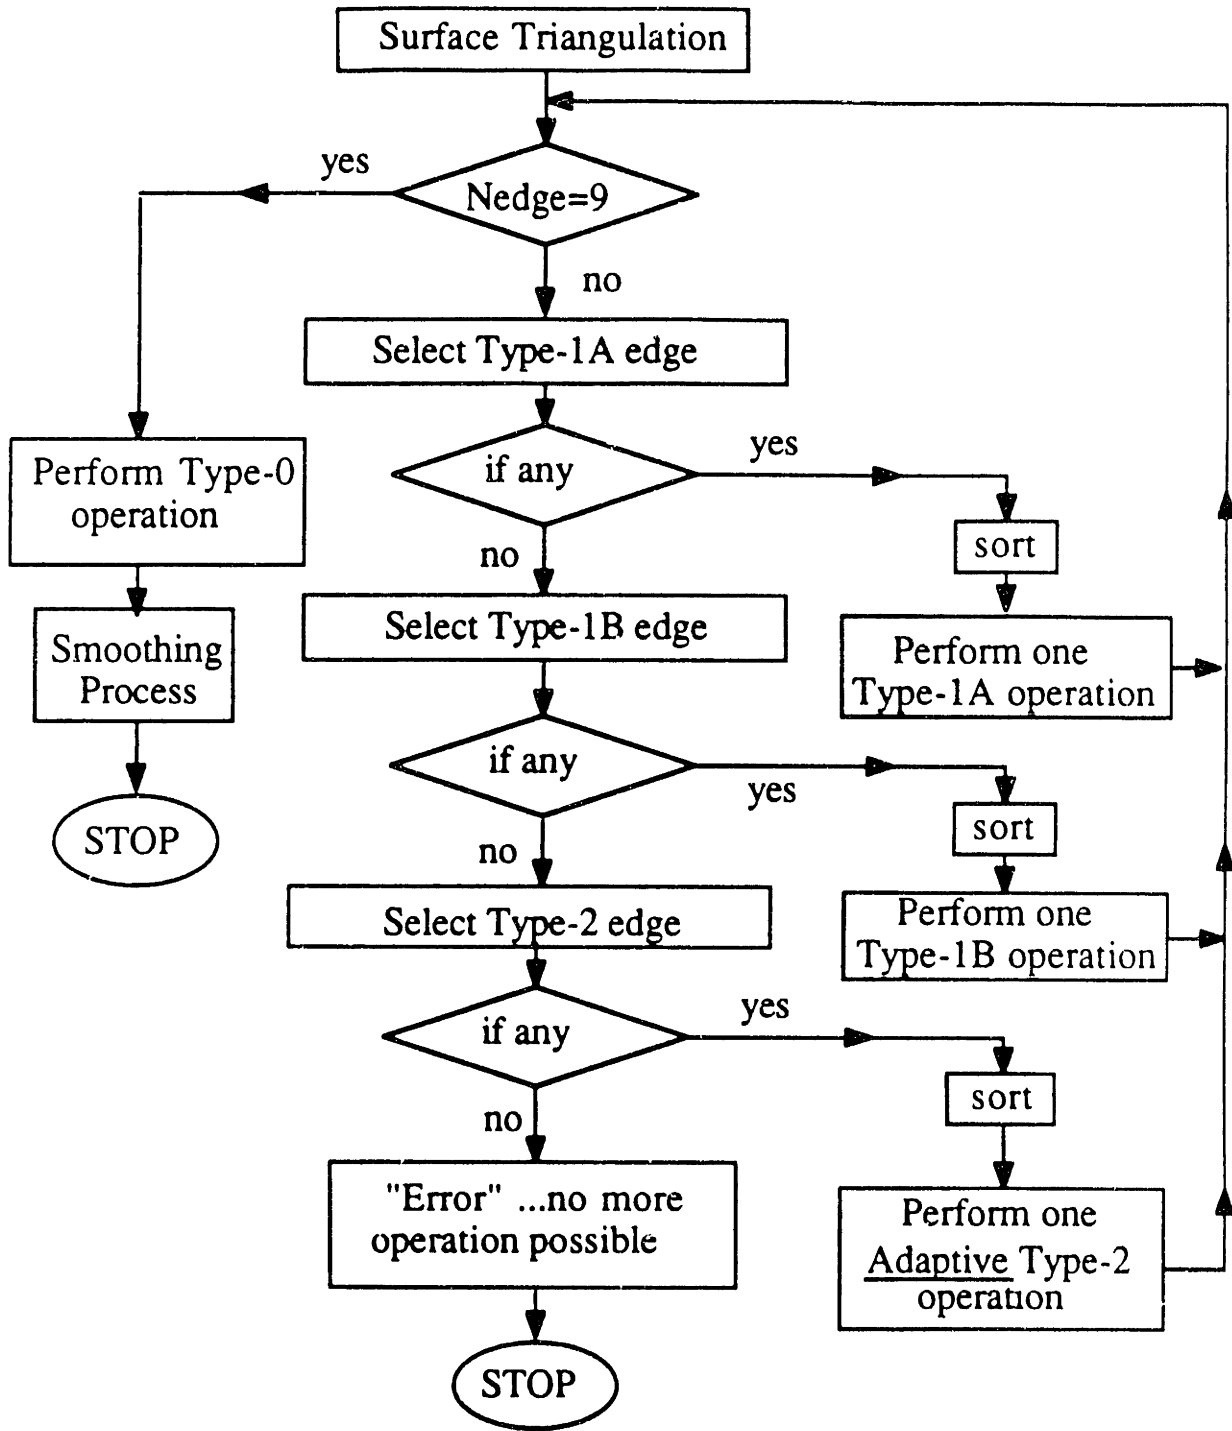 Surface Triangulation
yes
Nedge=9
no
Select Type-1A edge
yes
if any
Perform Type-0
operation
sort
no
Select Type-1B edge
Perform one
Type-1A operation
Smoothing
Process
if any
yes
sort
STOP
no
Select Type-2 edge
Perform one
Type-1B operation
yes
if any
sort
no
"Error" ...no more
operation possible
Perform one
Adaptive Type-2
operation
STOP